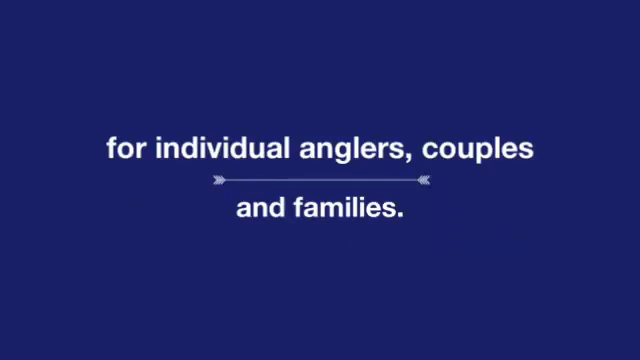 for individual anglers, couples
and families.